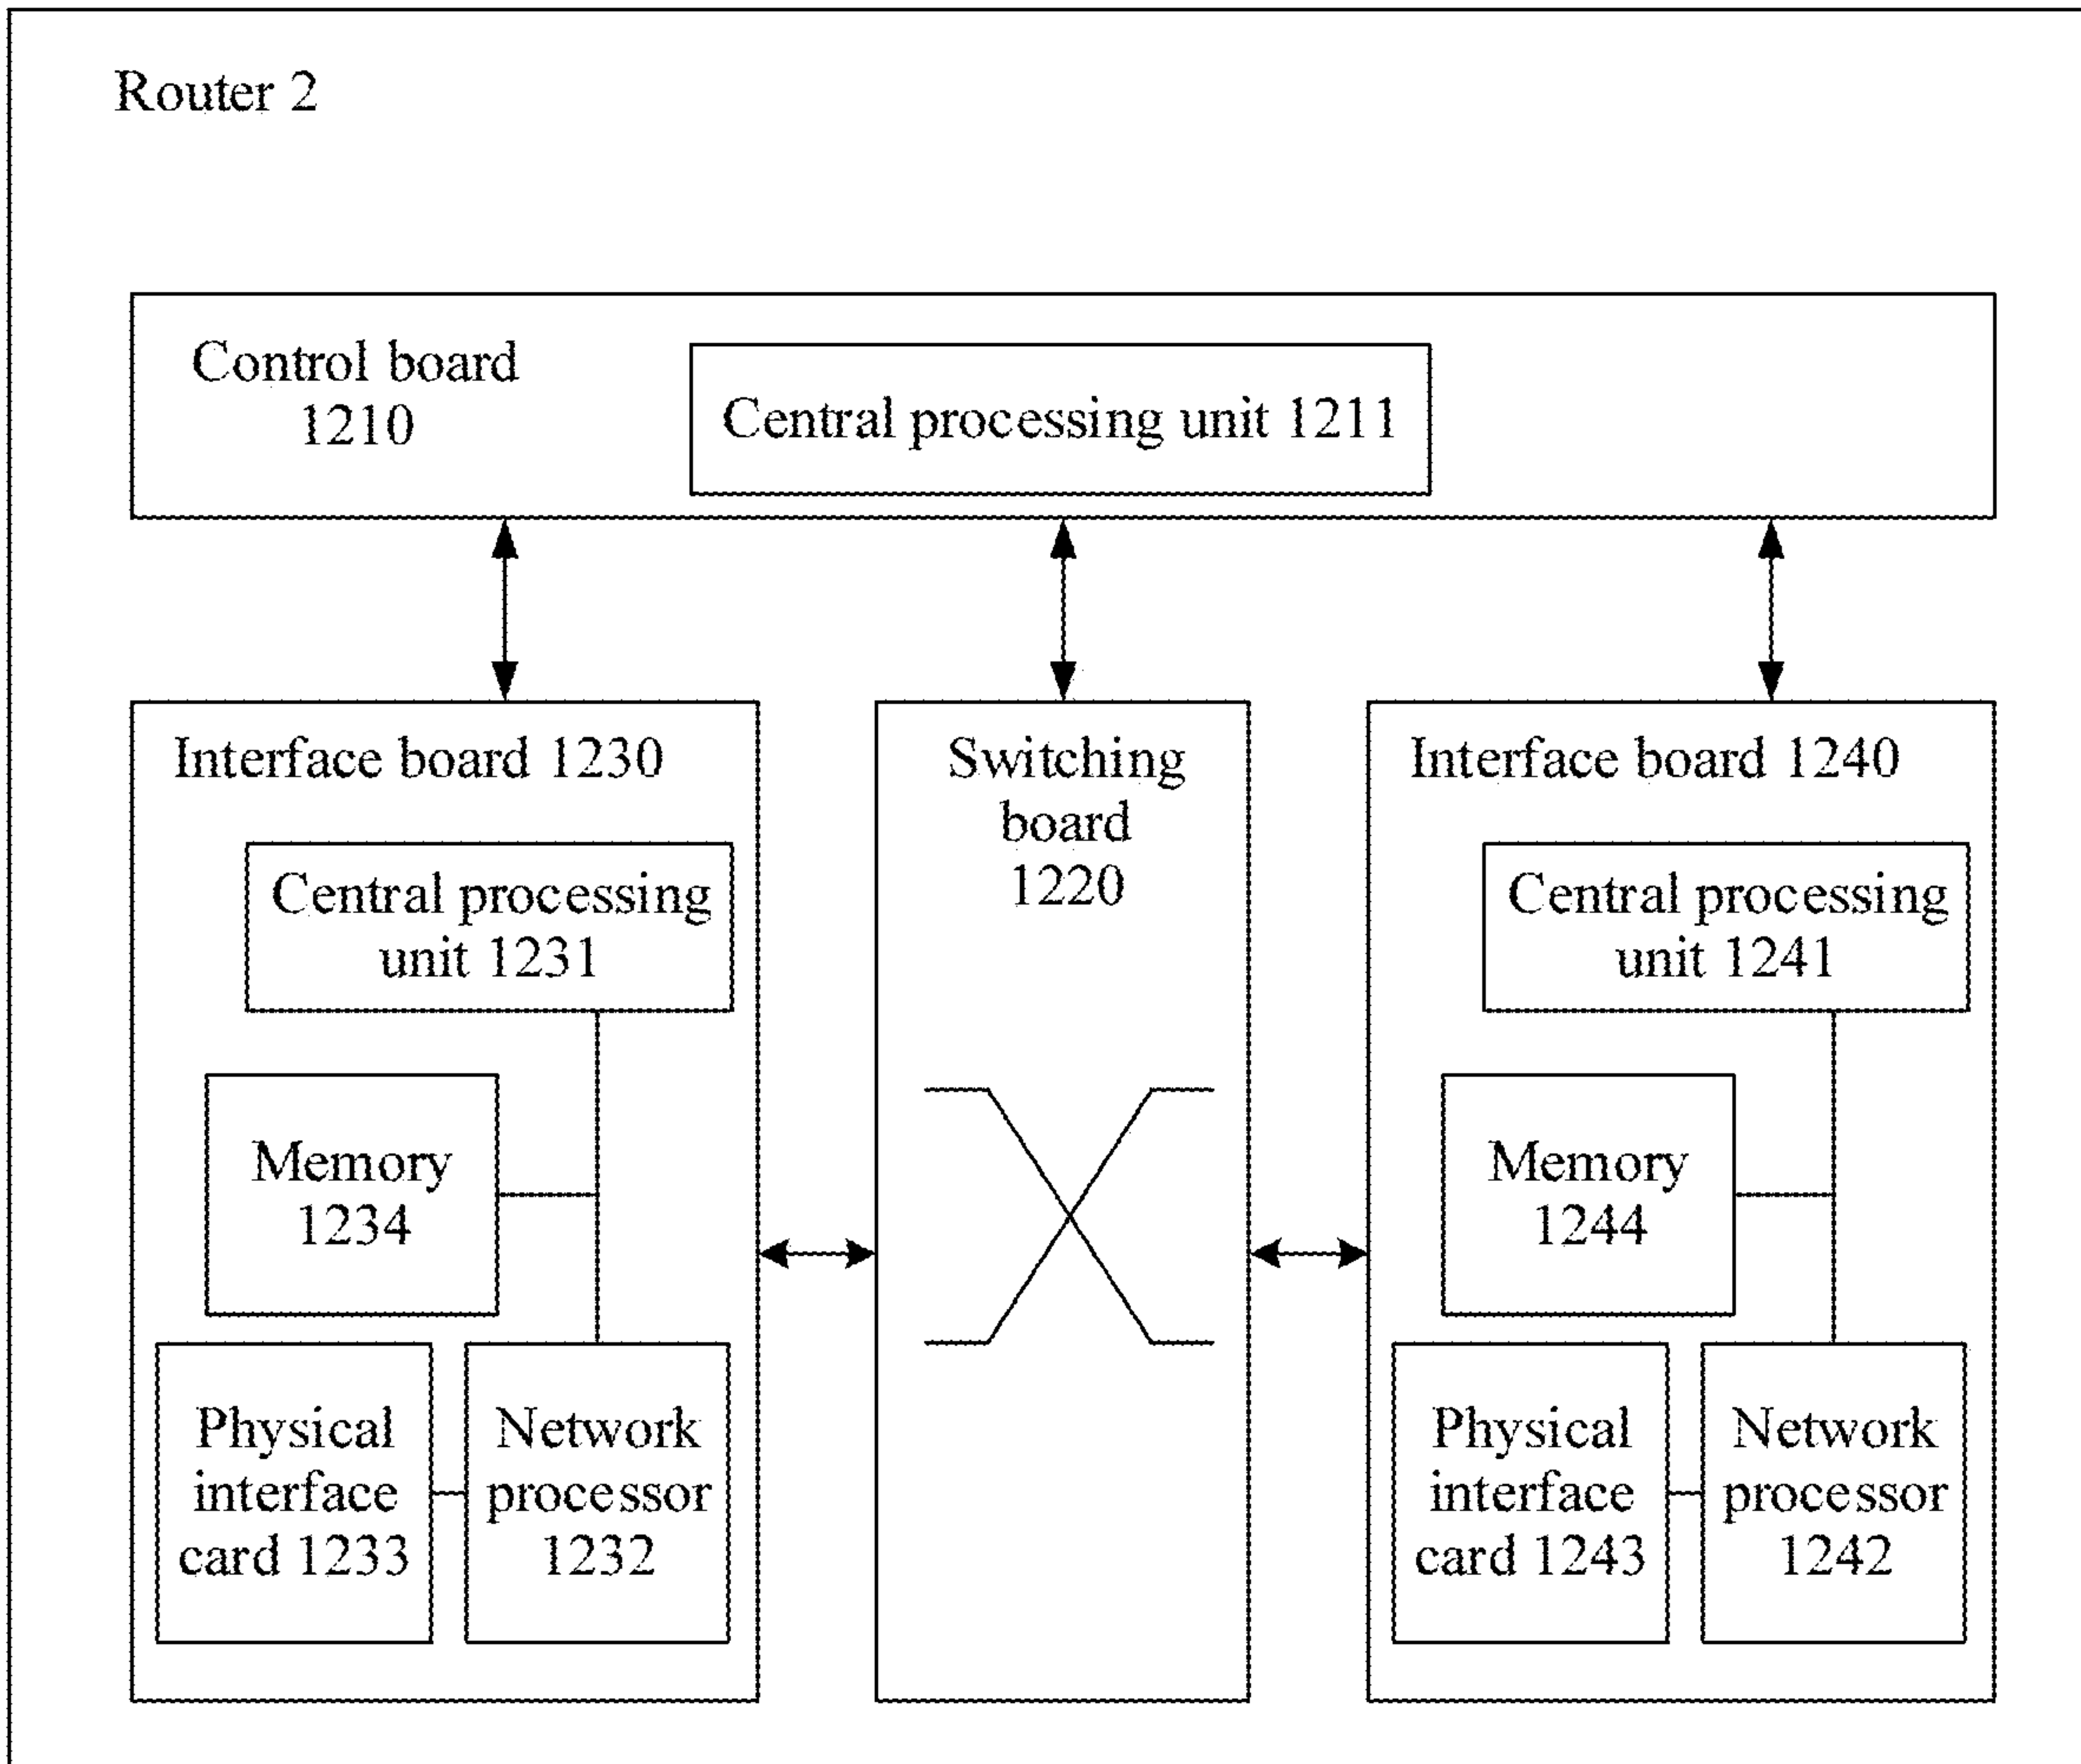 Router 2
Control board
1210
Central processing unit 1211
Interface board 1230
Central processing
unit 1231
Memory
1234
Physical
interface
card 1233
Network
processor
1232
Switching
board
1220
Interface board 1240
Central processing
unit 1241
Memory
1244
Physical
interface
card 1243
Network
processor
1242